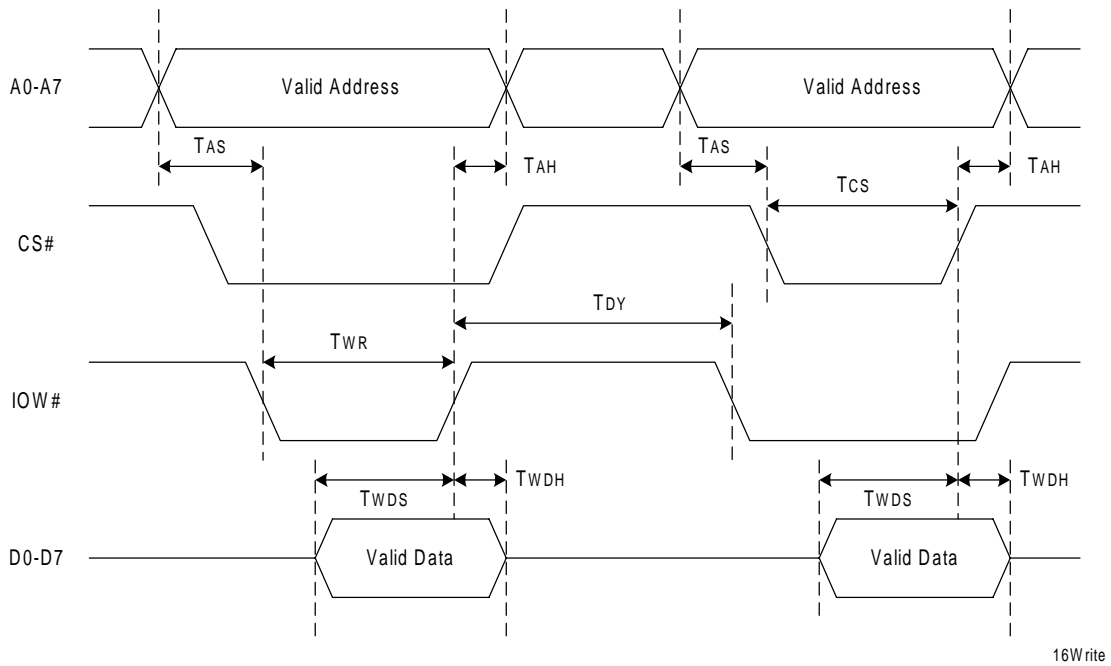 A0-A7
Valid Address
Valid Address
TAS
TAH
TAS
TAH
TCS
CS#
TDY
TWR
IOW#
TWDS
TWDH
TWDS
TWDH
D0-D7
Valid Data
Valid Data
16Write